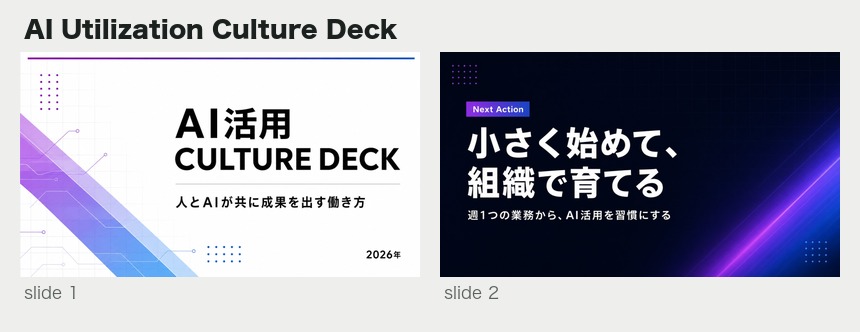 AI Utilization Culture Deck
AI活用
CULTURE DECK
人とAIが共に成果を出す働き方
2026年
slide 1
Next Action
小さく始めて、
組織で育てる
週1つの業務から、AI活用を習慣にする
slide 2